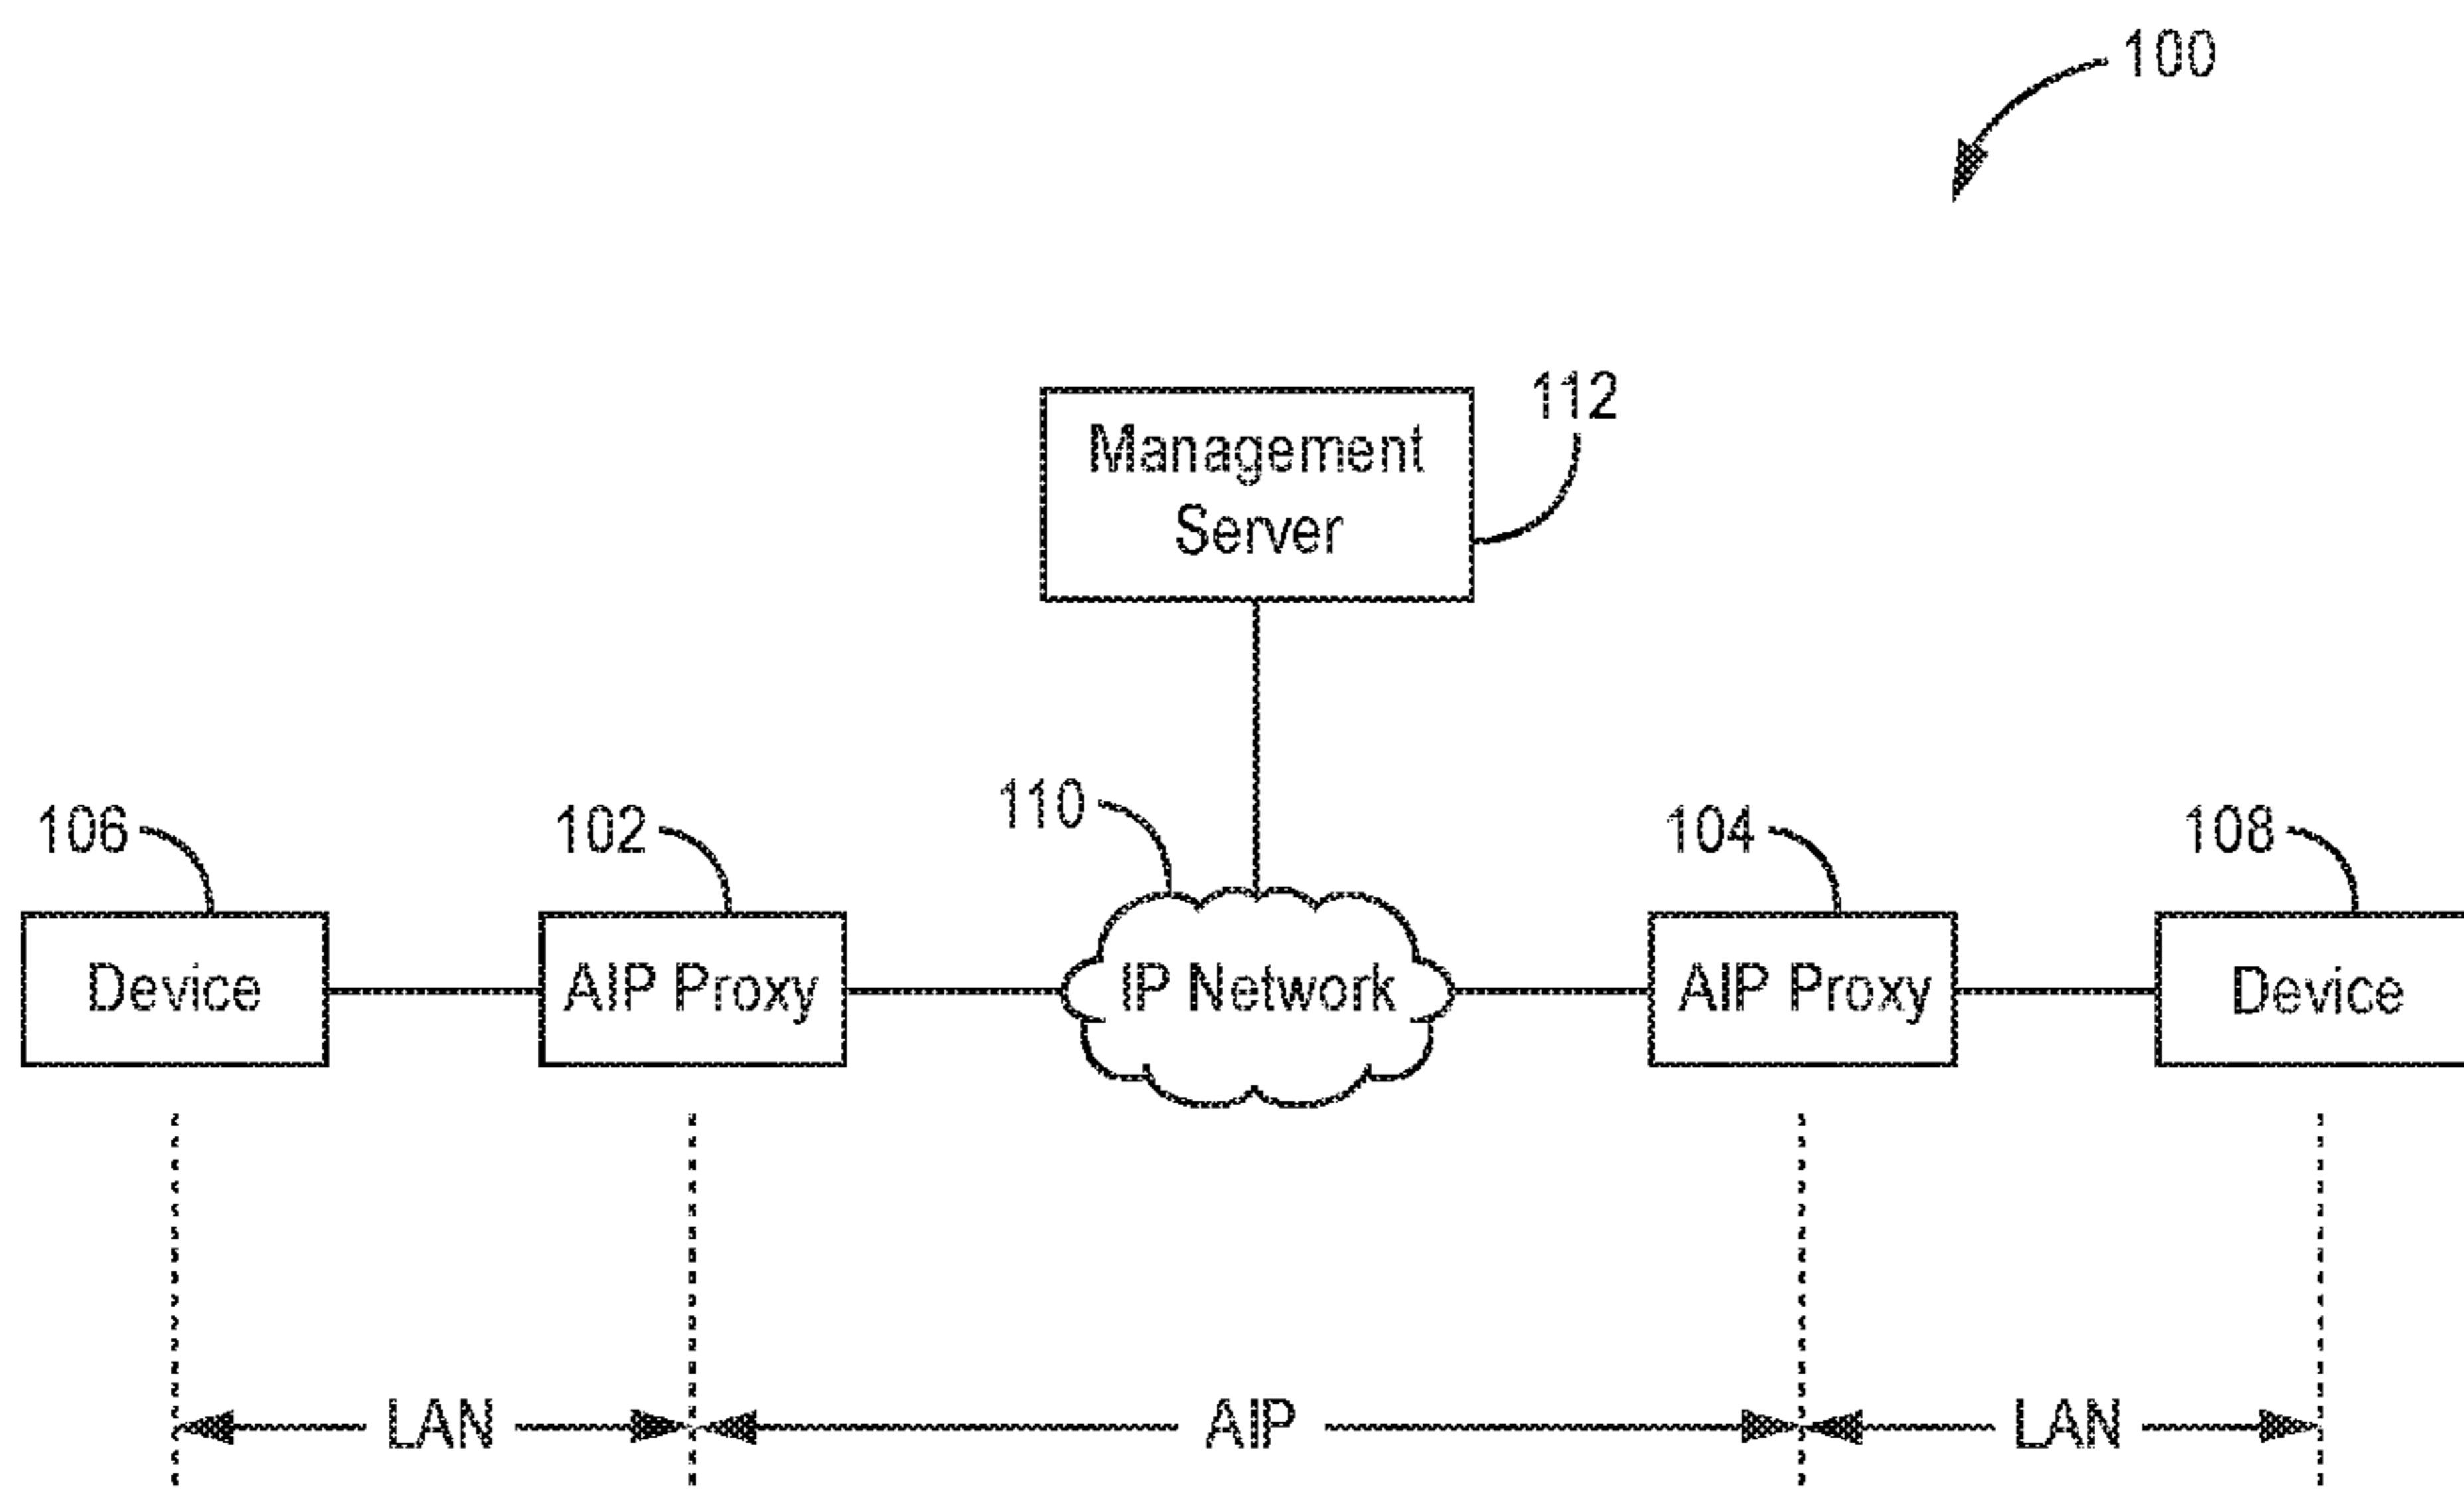 100
112
Management
Server
110
106
102
104
108
Device
AIP Proxy
IP Network
AIP Proxy
Device
LAN
AIP
LAN